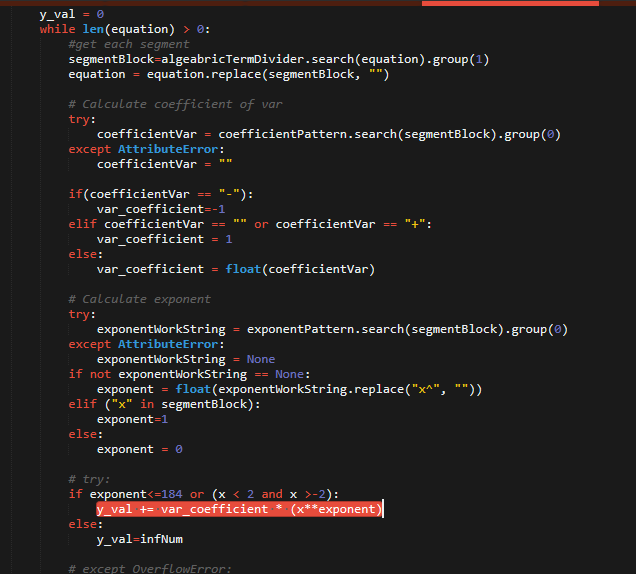 y_val = 0
while len(equation) > 0:
#get each segment
segmentBlock=algeabricTermDivider.search(equation).group(1)
equation = equation.replace(segmentBlock, "")
# Calculate coefficient of var
try:
coefficientVar = coefficientPattern.search(segmentBlock).group(0)
except AttributeError:
coefficientVar = ""
if(coefficientVar == "-"):
var_coefficient=-1
elif coefficientVar == "" or coefficientVar == "+":
var_coefficient = 1
else:
var_coefficient = float(coefficientVar)
# Calculate exponent
try:
exponentWorkString = exponentPattern.search(segmentBlock).group(0)
except AttributeError:
exponentWorkString = None
if not exponentWorkString == None:
exponent = float(exponentWorkString.replace("x^", ""))
elif ("x" in segmentBlock):
exponent=1
else:
exponent = 0
# try:
if exponent<=184 or (x < 2 and x >-2):
y_val += var_coefficient * (x**exponent)
else:
y_val=infNum
# except OverflowError: